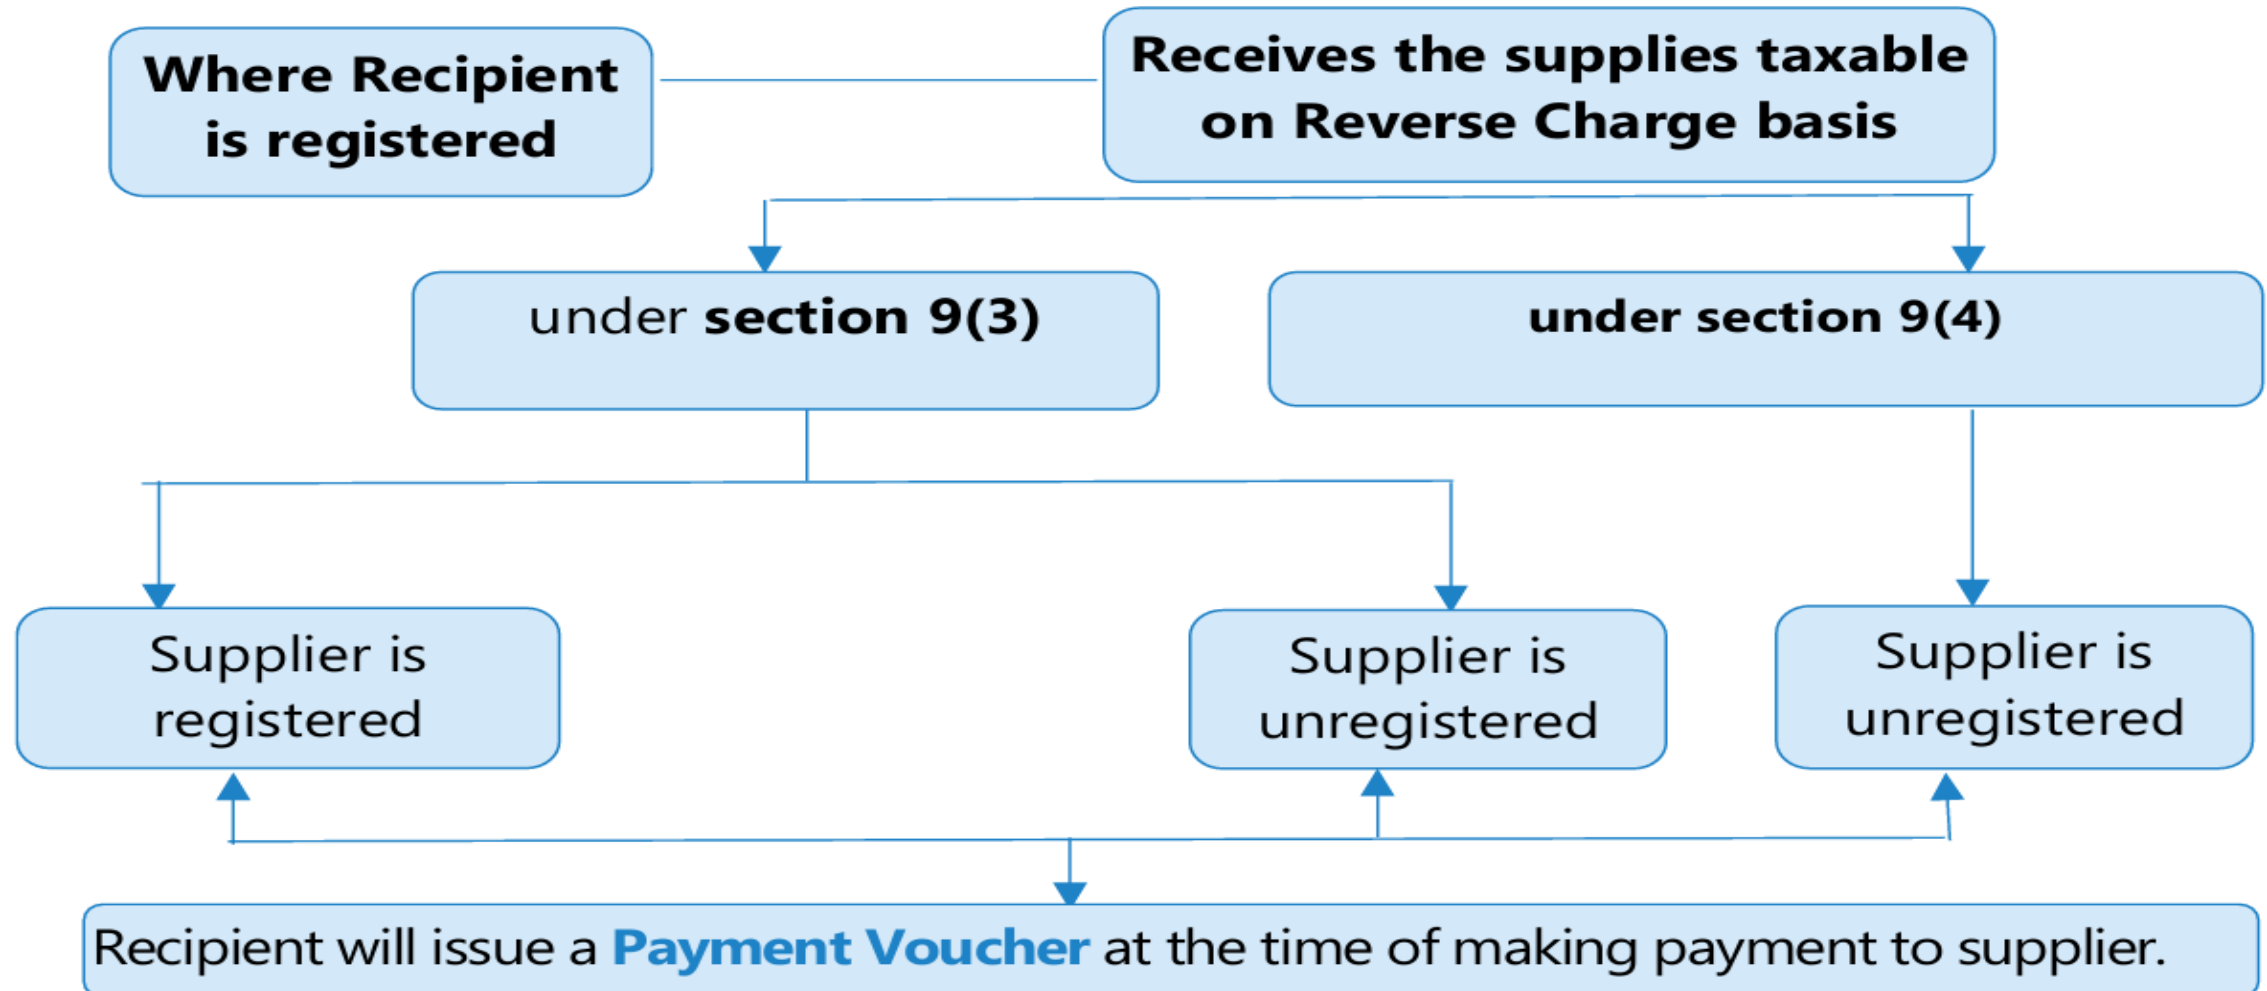 Where Recipient
is registered
Receives the supplies taxable
on Reverse Charge basis
under section 9(3)
under section 9(4)
Supplier is
registered
Supplier is
unregistered
Supplier is
unregistered
Recipient will issue a Payment Voucher at the time of making payment to supplier.